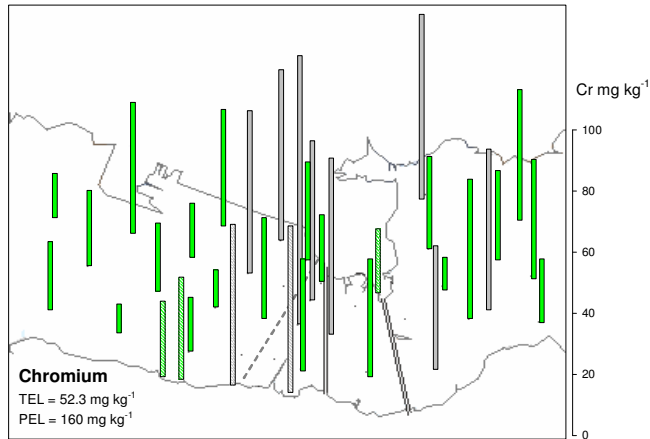 Cr mg kg⁻¹
100
80
60
40
20
0
Chromium
TEL = 52.3 mg kg⁻¹
PEL = 160 mg kg⁻¹